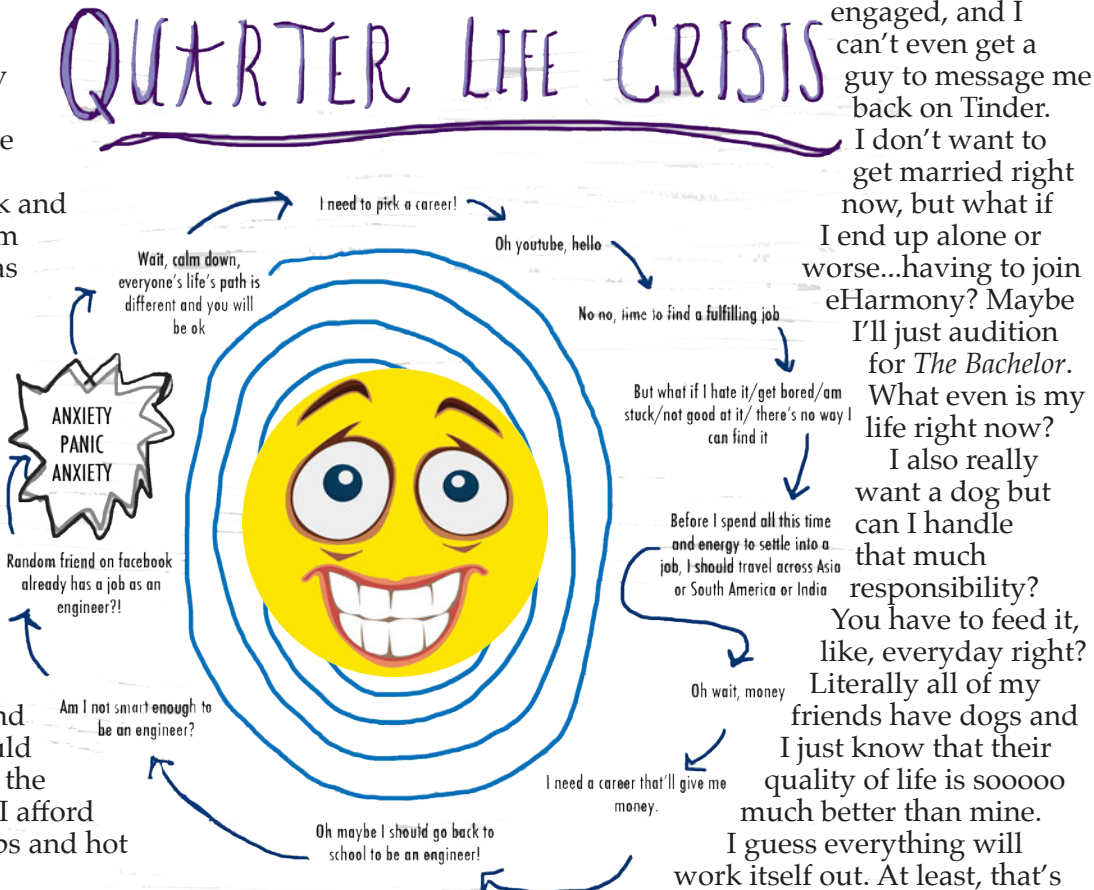 QUARTER LIFE CRISIS
I need to pick a career!
Oh youtube, hello
No no, time to find a fulfilling job
But what if I hate it/get bored/am
stuck/not good at it/ there's no way I
can find it
Before I spend all this time
and energy to settle into a
job, I should travel across Asia
or South America or India
Oh wait, money
I need a career that'll give me
money.
Oh maybe I should go back to
school to be an engineer!
Am I not smart enough to
be an engineer?
Random friend on facebook
already has a job as an
engineer?!
ANXIETY
PANIC
ANXIETY
Wait, calm down,
everyone's life's path is
different and you will
be ok
k and
the
I afford
and hot
engaged, and I
can't even get a
guy to message me
back on Tinder.
I don't want to
get married right
now, but what if
I end up alone or
worse...having to join
eHarmony? Maybe
I'll just audition
for The Bachelor.
What even is my
life right now?
I also really
want a dog but
can I handle
that much
responsibility?
You have to feed it,
like, everyday right?
Literally all of my
friends have dogs and
I just know that their
quality of life is sooooo
much better than mine.
I guess everything will
work itself out. At least, that's